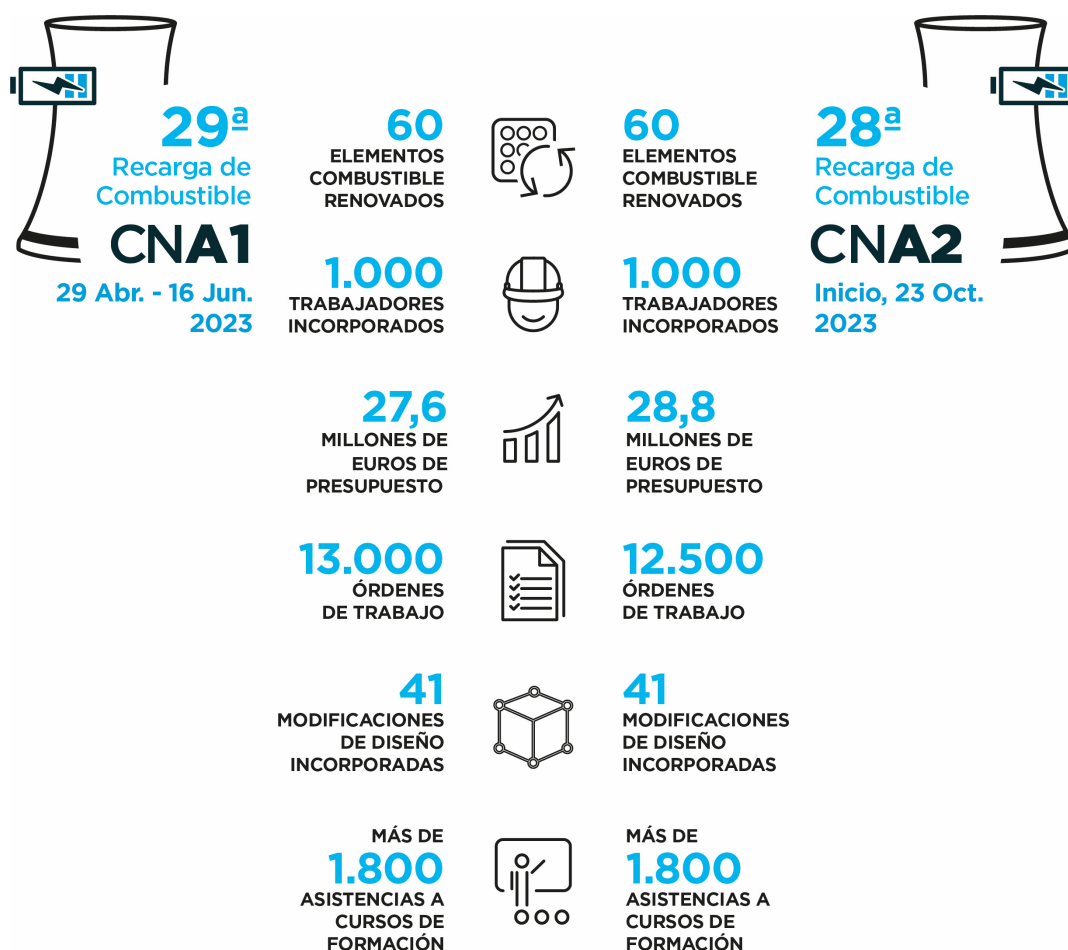 29ª
Recarga de
Combustible
CNA1
29 Abr. - 16 Jun.
2023
60
ELEMENTOS
COMBUSTIBLE
RENOVADOS
1.000
TRABAJADORES
INCORPORADOS
27,6
MILLONES DE
EUROS DE
PRESUPUESTO
13.000
ÓRDENES
DE TRABAJO
41
MODIFICACIONES
DE DISEÑO
INCORPORADAS
MÁS DE
1.800
ASISTENCIAS A
CURSOS DE
FORMACIÓN
60
ELEMENTOS
COMBUSTIBLE
RENOVADOS
1.000
TRABAJADORES
INCORPORADOS
28,8
MILLONES DE
EUROS DE
PRESUPUESTO
12.500
ÓRDENES
DE TRABAJO
41
MODIFICACIONES
DE DISEÑO
INCORPORADAS
MÁS DE
1.800
ASISTENCIAS A
CURSOS DE
FORMACIÓN
28ª
Recarga de
Combustible
CNA2
Inicio, 23 Oct.
2023